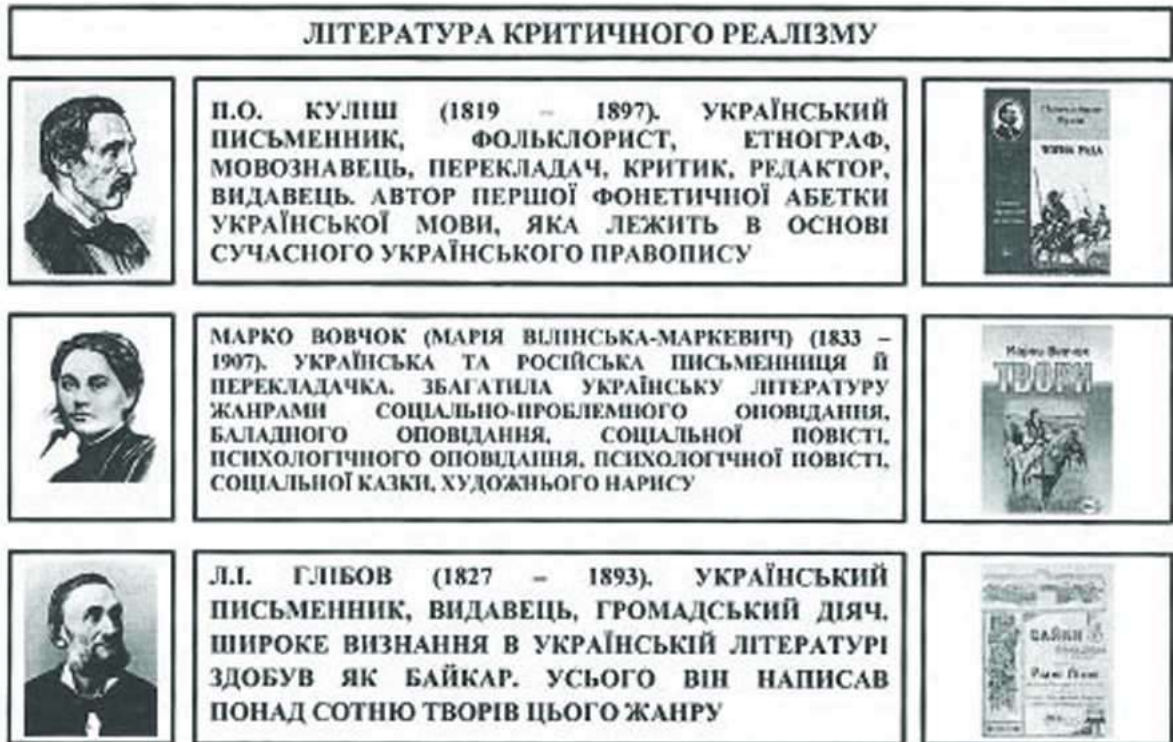 ЛІТЕРАТУРА КРИТИЧНОГО РЕАЛІЗМУ
П.О. КУЛІШ (1819 – 1897). УКРАЇНСЬКИЙ
ПИСЬМЕННИК, ФОЛЬКЛОРИСТ, ЕТНОГРАФ,
МОВОЗНАВЕЦЬ, ПЕРЕКЛАДАЧ, КРИТИК, РЕДАКТОР,
ВИДАВЕЦЬ. АВТОР ПЕРШОЇ ФОНЕТИЧНОЇ АБЕТКИ
УКРАЇНСЬКОЇ МОВИ, ЯКА ЛЕЖИТЬ В ОСНОВІ
СУЧАСНОГО УКРАЇНСЬКОГО ПРАВОПИСУ
ЧОРНА РАДА
МАРКО ВОВЧОК (МАРІЯ ВІЛІНСЬКА-МАРКЕВИЧ) (1833 –
1907). УКРАЇНСЬКА ТА РОСІЙСЬКА ПИСЬМЕННИЦЯ Й
ПЕРЕКЛАДАЧКА. ЗБАГАТИЛА УКРАЇНСЬКУ ЛІТЕРАТУРУ
ЖАНРАМИ СОЦІАЛЬНО-ПРОБЛЕМНОГО ОПОВІДАННЯ,
БАЛАДНОГО ОПОВІДАННЯ, СОЦІАЛЬНОЇ ПОВІСТІ,
ПСИХОЛОГІЧНОГО ОПОВІДАННЯ, ПСИХОЛОГІЧНОЇ ПОВІСТІ,
СОЦІАЛЬНОЇ КАЗКИ, ХУДОЖНЬОГО НАРИСУ
Марко Вовчок
ТВОРИ
Л.І. ГЛІБОВ (1827 – 1893). УКРАЇНСЬКИЙ
ПИСЬМЕННИК, ВИДАВЕЦЬ, ГРОМАДСЬКИЙ ДІЯЧ.
ШИРОКЕ ВИЗНАННЯ В УКРАЇНСЬКІЙ ЛІТЕРАТУРІ
ЗДОБУВ ЯК БАЙКАР. УСЬОГО ВІН НАПИСАВ
ПОНАД СОТНЮ ТВОРІВ ЦЬОГО ЖАНРУ
БАЙКИ